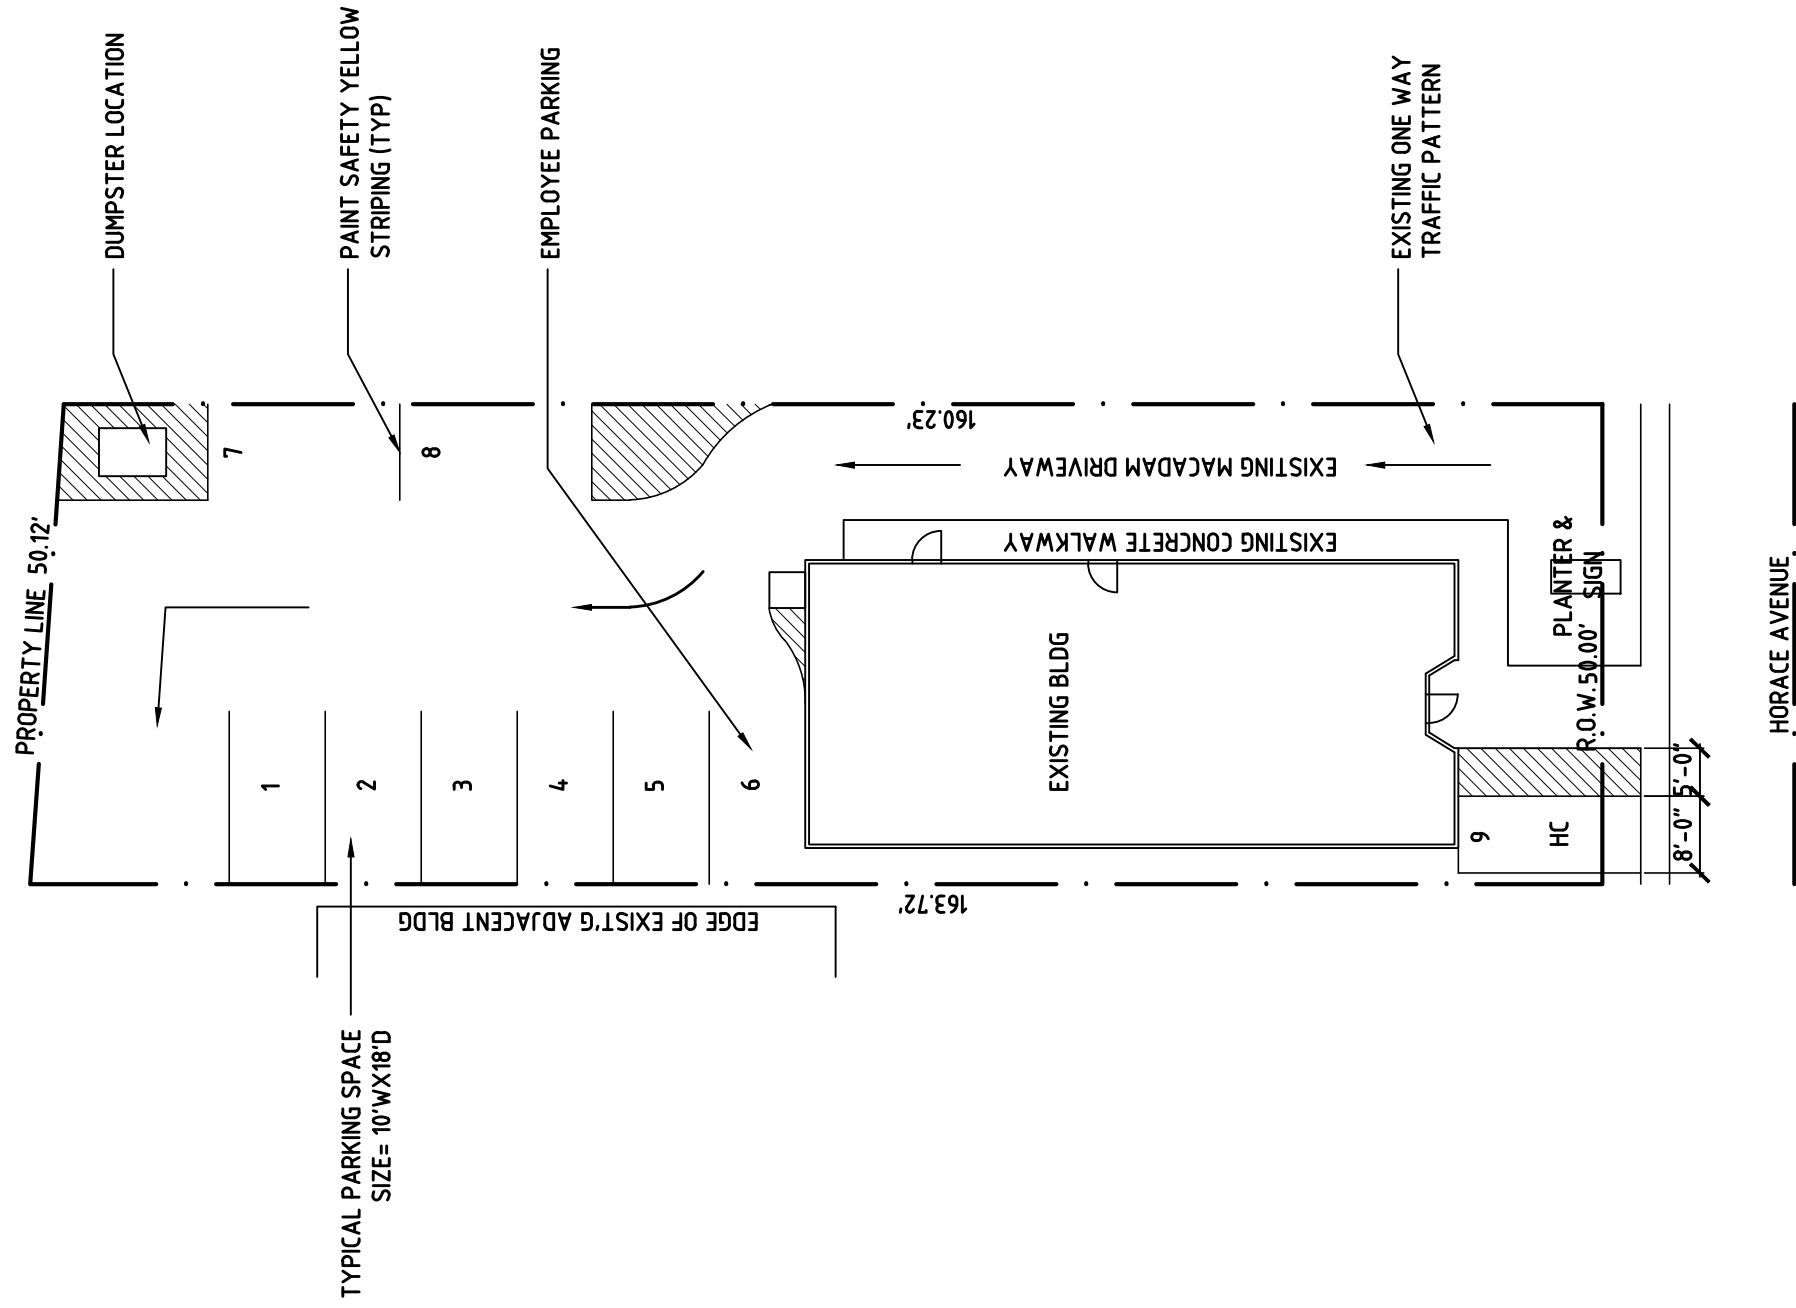 DUMPSTER LOCATION
PAINT SAFETY YELLOW
STRIPING (TYP)
EMPLOYEE PARKING
EXISTING ONE WAY
TRAFFIC PATTERN
PROPERTY LINE 50.12'
7
8
160.23'
EXISTING MACADAM DRIVEWAY
EXISTING CONCRETE WALKWAY
PLANTER &
SIGN
R.O.W. 50.00'
HORACE AVENUE
EXISTING BLDG
1
2
3
4
5
6
9
HC
8'-0"
5'-0"
163.72'
EDGE OF EXIST'G ADJACENT BLDG
TYPICAL PARKING SPACE
SIZE= 10'WX18'D